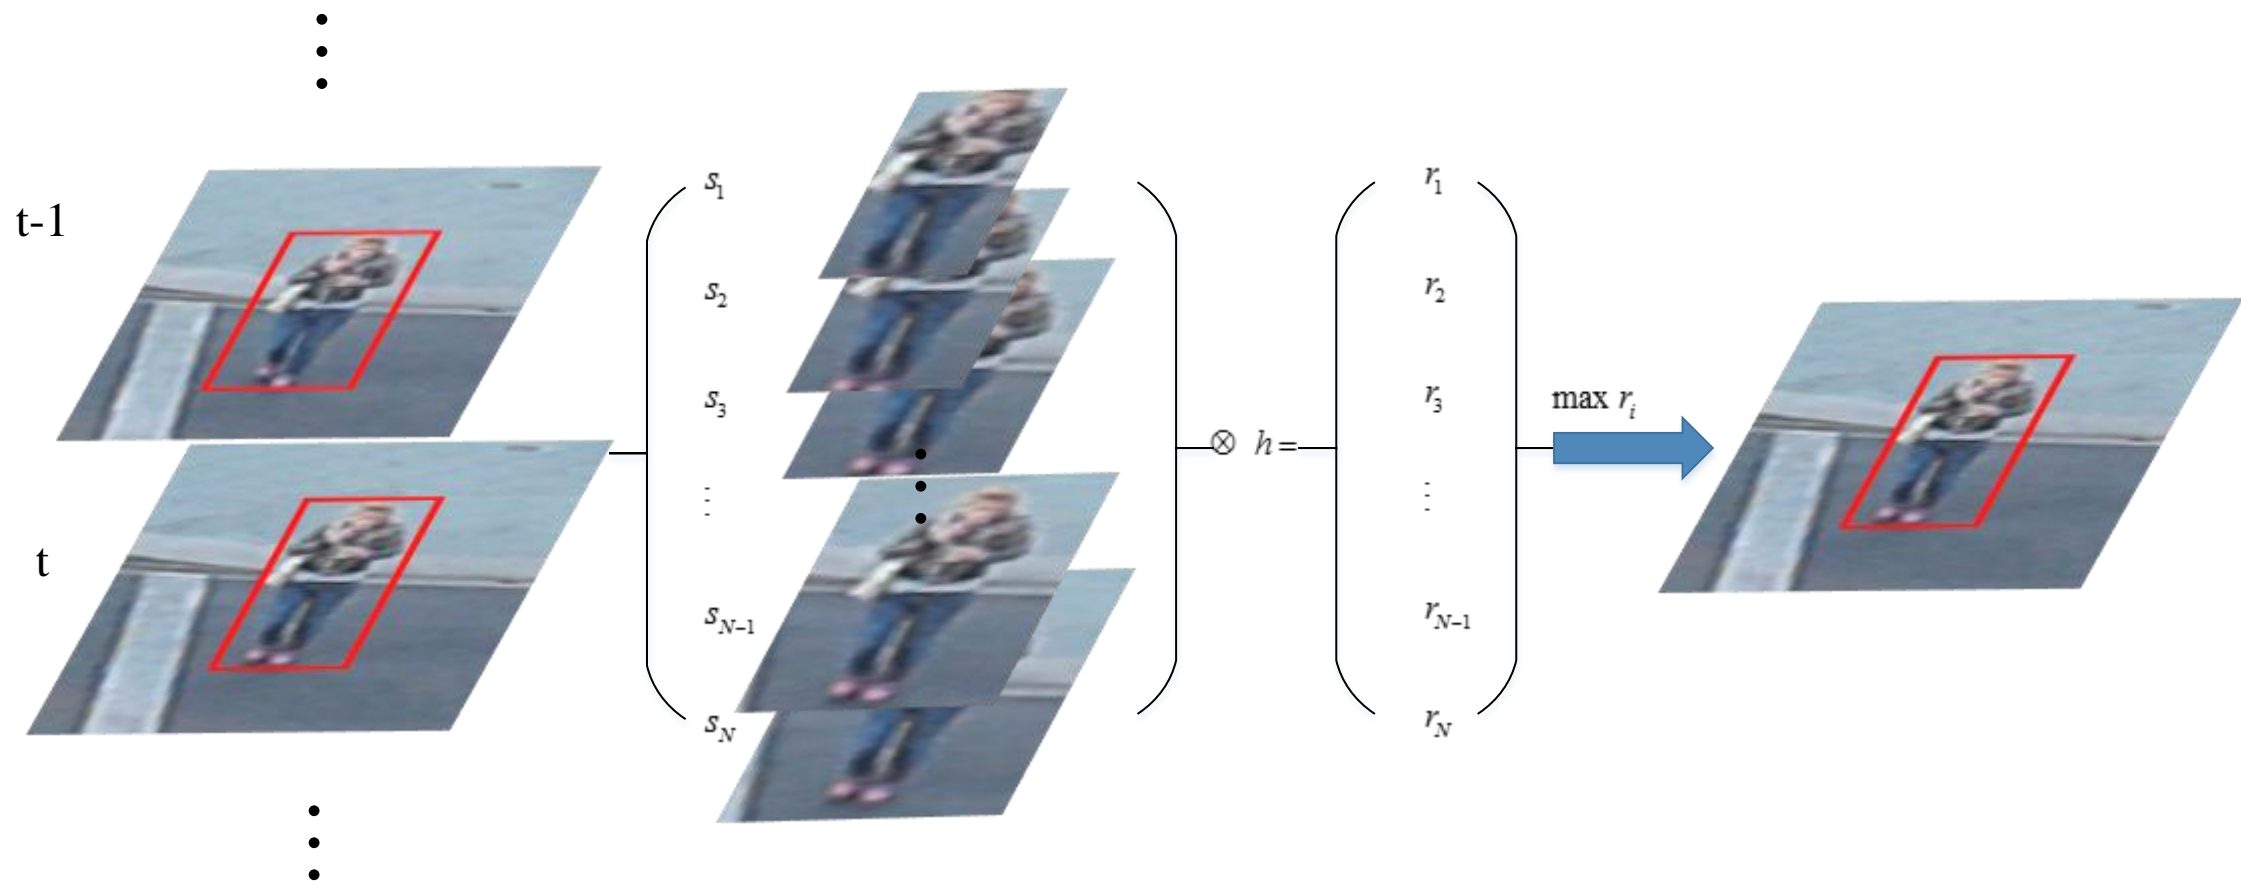 t-1
t
s1
s2
s3
⋮
sN−1
sN
⊗ h =
r1
r2
r3
⋮
rN−1
rN
max ri